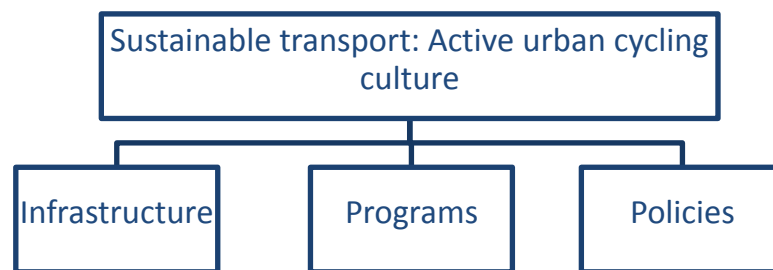 Sustainable transport: Active urban cycling
culture
Infrastructure
Programs
Policies